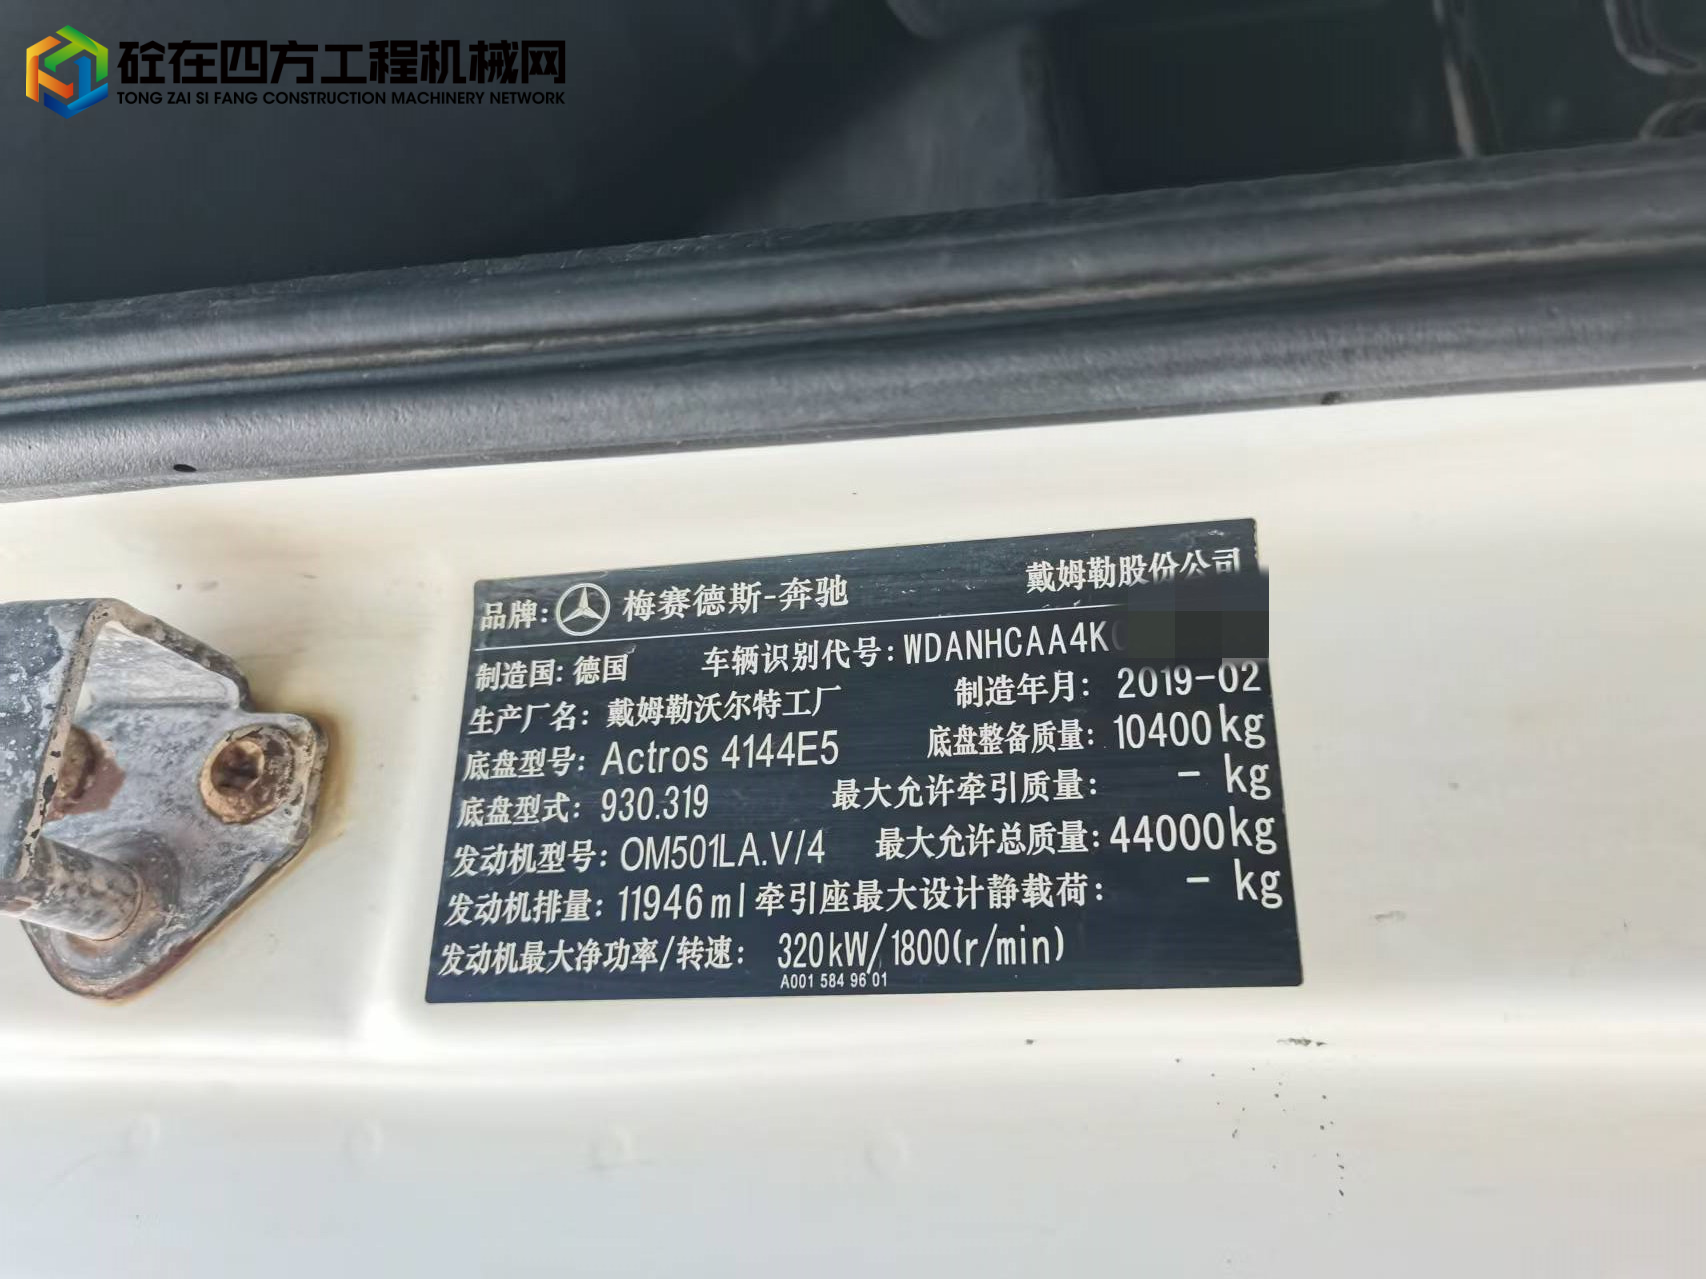 砼在四方工程机械网
TONG ZAI SI FANG CONSTRUCTION MACHINERY NETWORK
品牌: 梅赛德斯-奔驰 戴姆勒股份公司
制造国: 德国 车辆识别代号: WDANHCAA4K
生产厂名: 戴姆勒沃尔特工厂 制造年月: 2019-02
底盘型号: Actros 4144E5 底盘整备质量: 10400 kg
底盘型式: 930.319 最大允许牵引质量: - kg
发动机型号: OM501LA.V/4 最大允许总质量: 44000kg
发动机排量: 11946 ml 牵引座最大设计静载荷: - kg
发动机最大净功率/转速: 320kW/1800(r/min)
A001 584 96 01